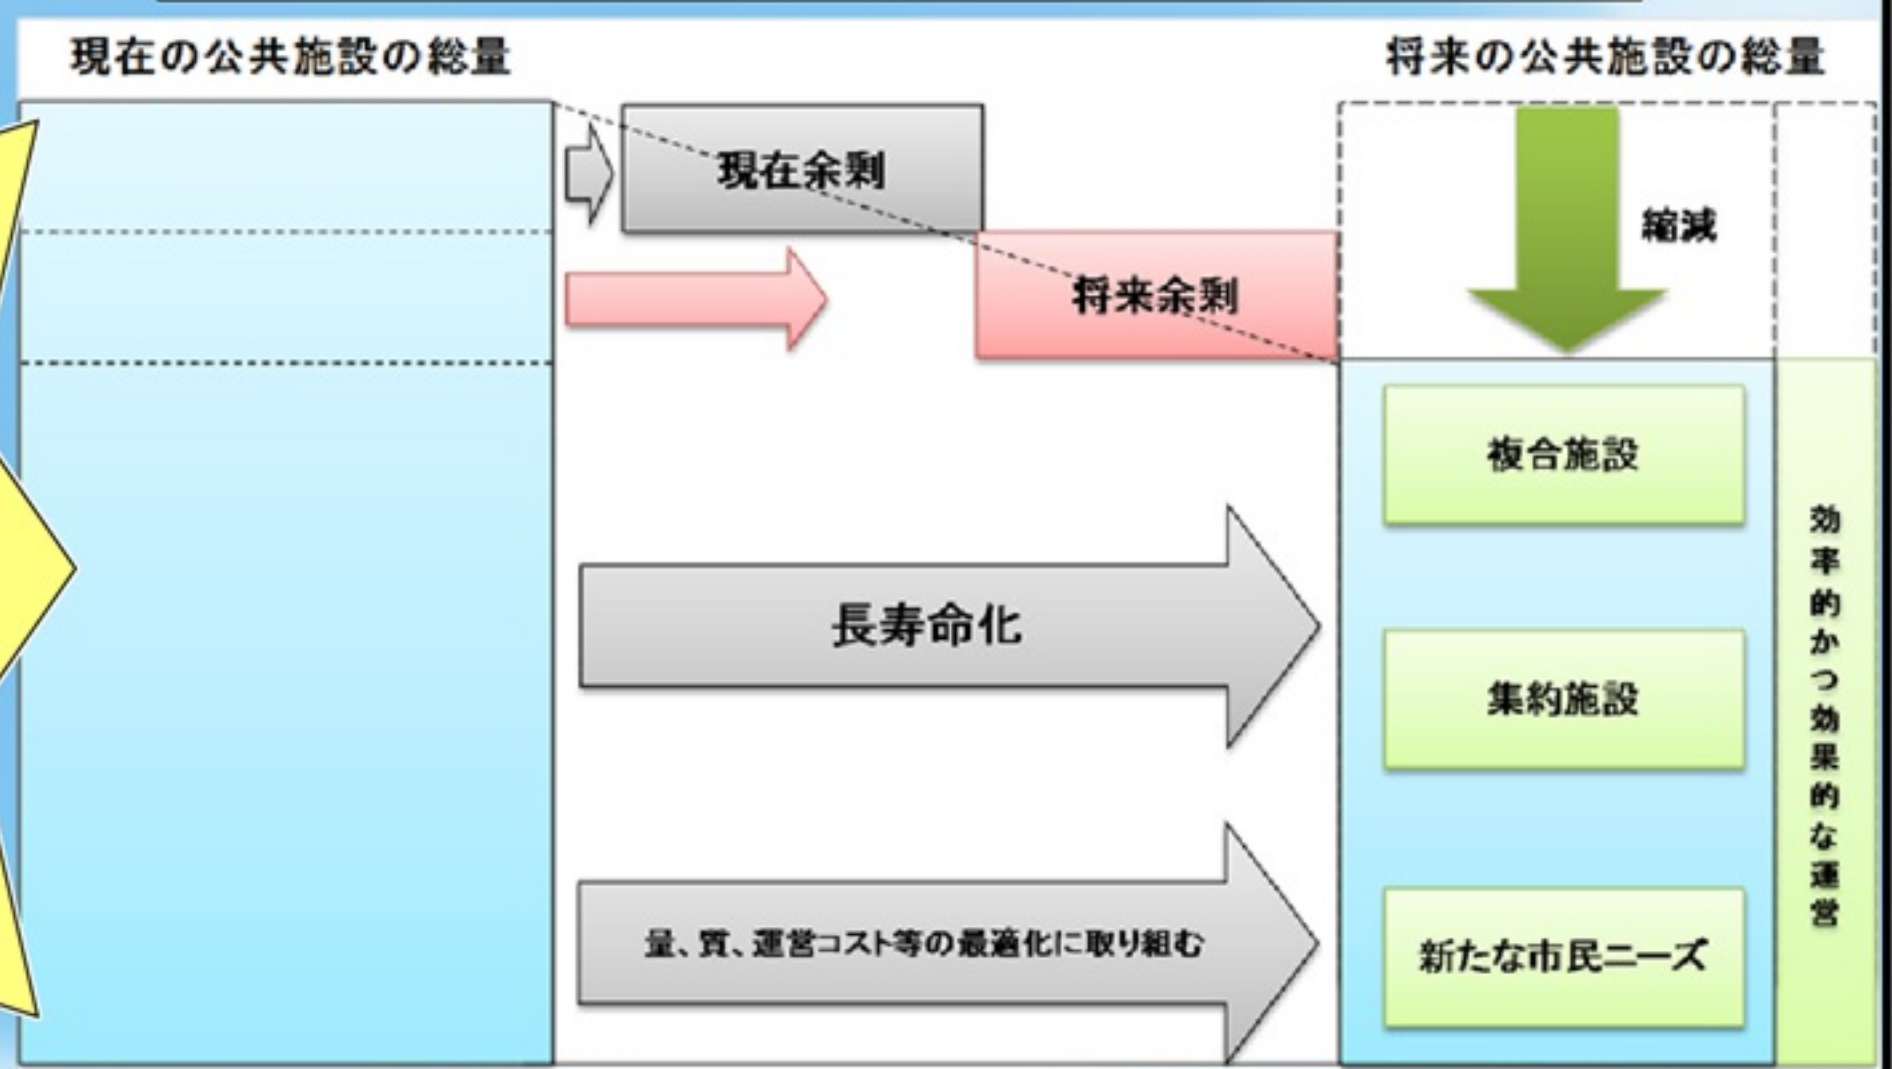 現在の公共施設の総量
将来の公共施設の総量
現在余剰
縮減
将来余剰
複合施設
長寿命化
集約施設
量、質、運営コスト等の最適化に取り組む
新たな市民ニーズ
効率的かつ効果的な運営